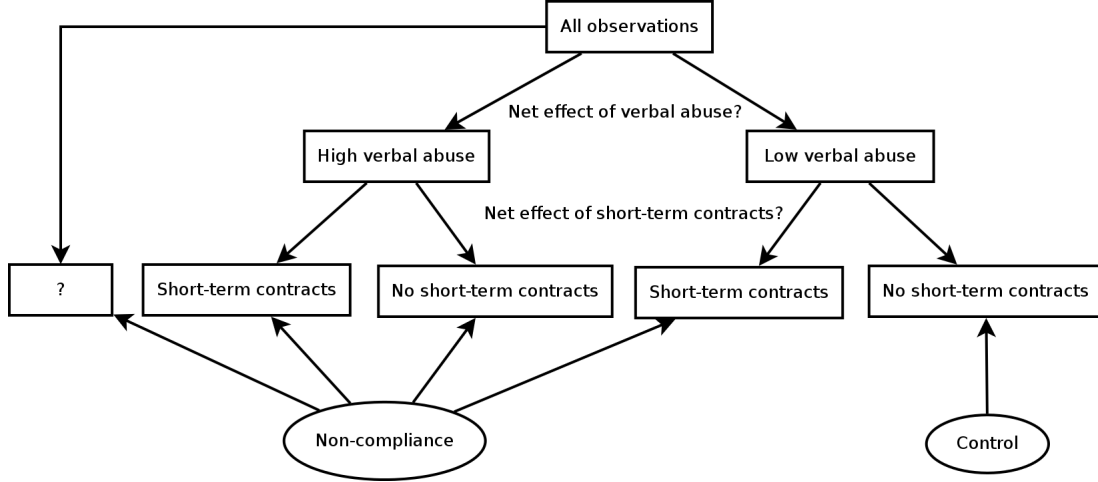 All observations
Net effect of verbal abuse?
High verbal abuse
Low verbal abuse
Net effect of short-term contracts?
?
Short-term contracts
No short-term contracts
Short-term contracts
No short-term contracts
Non-compliance
Control